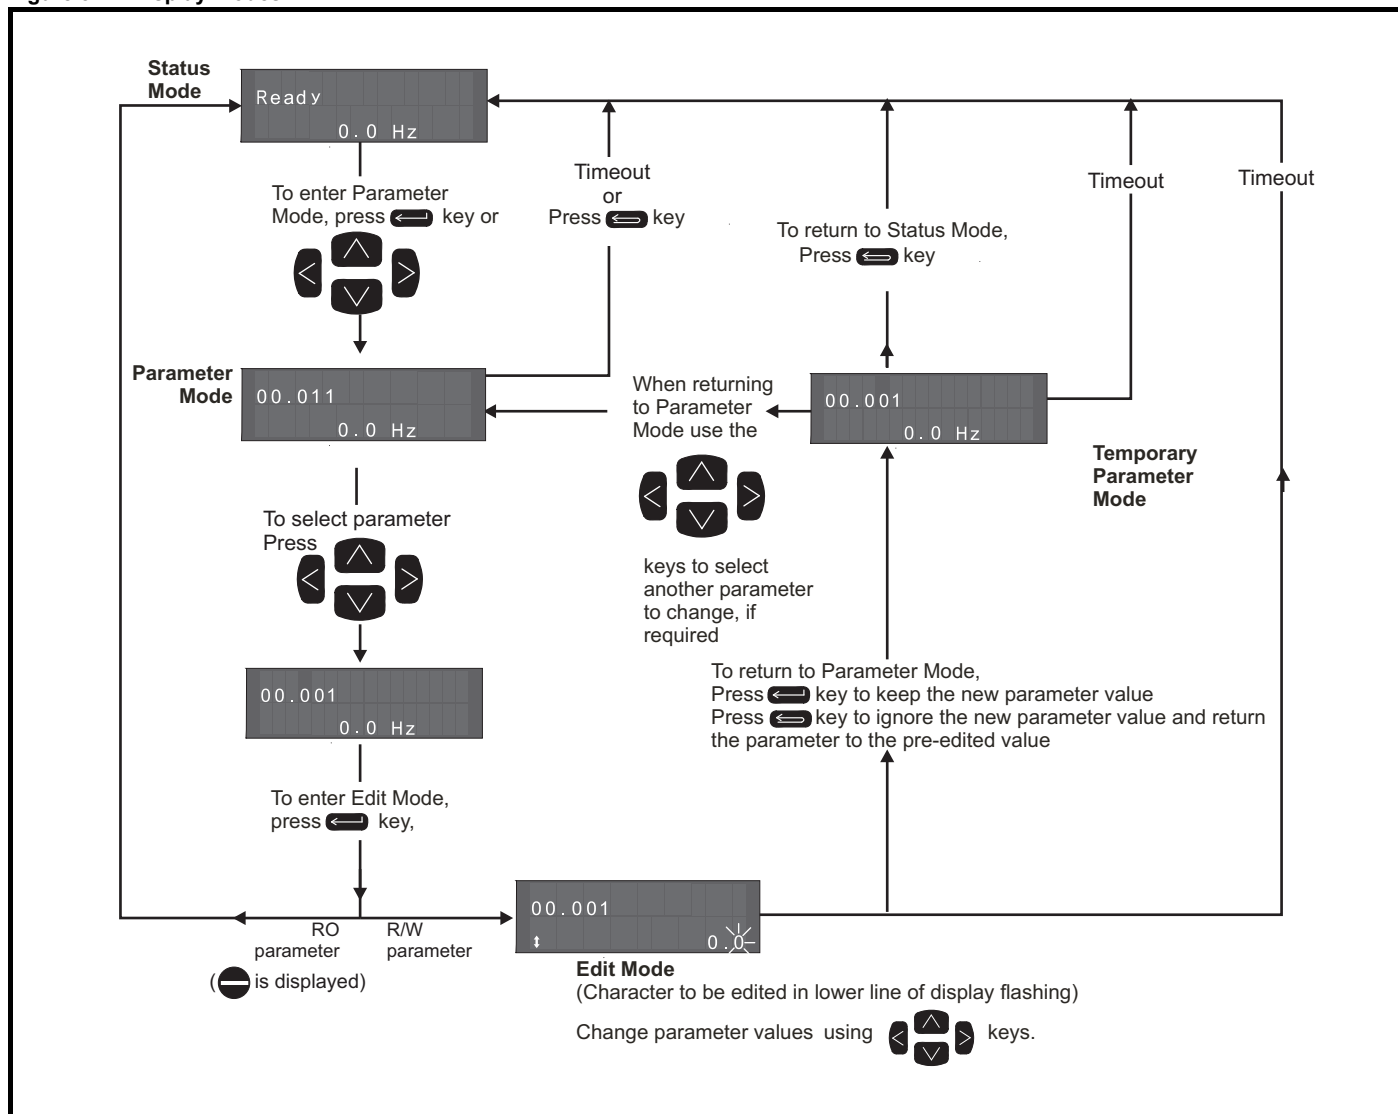 Status
Mode
Ready
0.0 Hz
To enter Parameter
Mode, press key or
Timeout
or
Press key
To return to Status Mode,
Press key
Timeout
Timeout
Parameter
Mode
00.011
0.0 Hz
When returning
to Parameter
Mode use the
keys to select
another parameter
to change, if
required
00.001
0.0 Hz
Temporary
Parameter
Mode
To select parameter
Press
00.001
0.0 Hz
To return to Parameter Mode,
Press key to keep the new parameter value
Press key to ignore the new parameter value and return
the parameter to the pre-edited value
To enter Edit Mode,
press key,
RO
parameter
( is displayed)
R/W
parameter
00.001
0.0
Edit Mode
(Character to be edited in lower line of display flashing)
Change parameter values using keys.